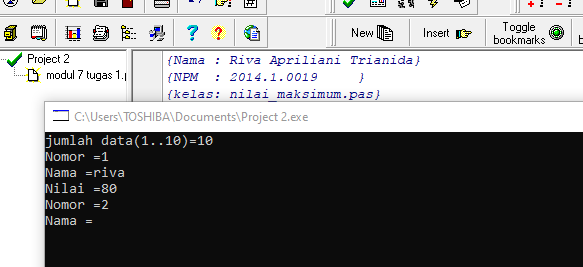 New
Insert
Toggle
bookmarks
Project 2
modul 7 tugas 1.
{Nama : Riva Apriliani Trianida}
{NPM : 2014.1.0019 }
{kelas: nilai_maksimum.pas}
C:\Users\TOSHIBA\Documents\Project 2.exe
jumlah data(1..10)=10
Nomor =1
Nama =riva
Nilai =80
Nomor =2
Nama =